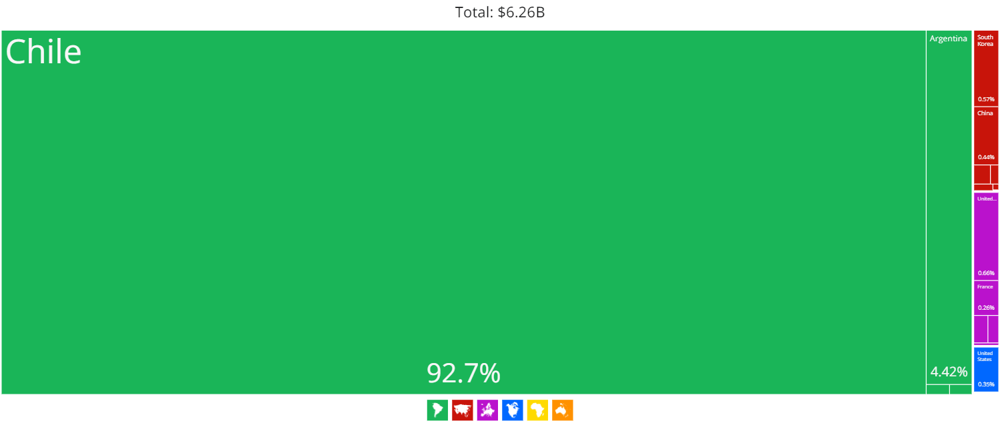 Total: $6.26B
Chile
92.7%
Argentina
4.42%
South
Korea
0.57%
China
0.44%
United...
0.66%
France
0.26%
United
States
0.35%